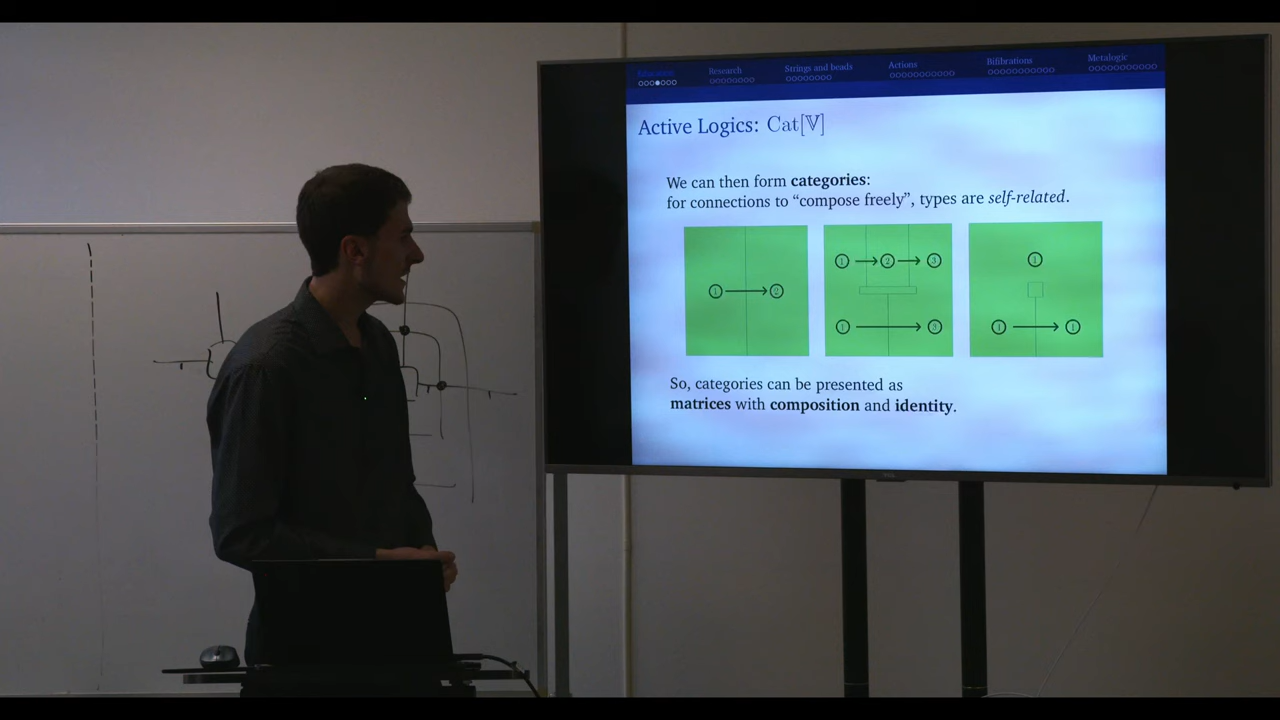 Education Research Strings and beads Actions Bifibrations Metalogic
Active Logics: Cat[𝕍]
We can then form categories:
for connections to “compose freely”, types are self-related.
1 2
1 2 3
1 3
1
1 1
So, categories can be presented as
matrices with composition and identity.